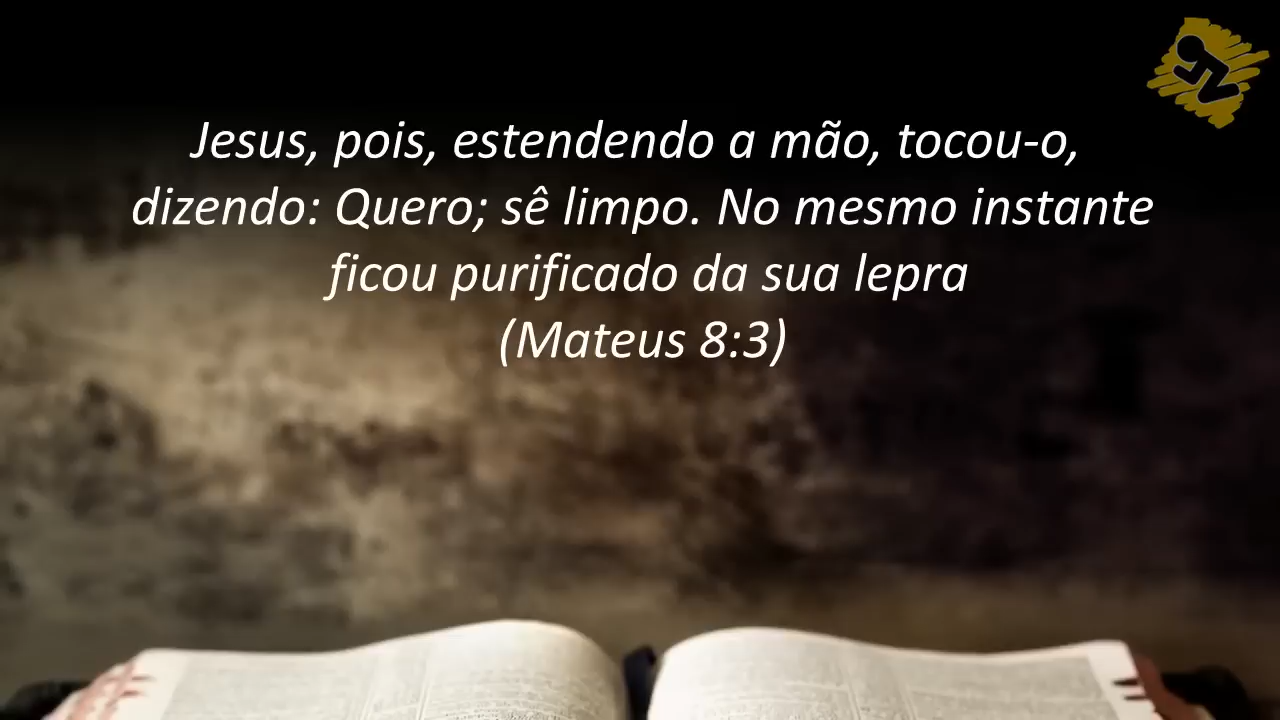 Jesus, pois, estendendo a mão, tocou-o,
dizendo: Quero; sê limpo. No mesmo instante
ficou purificado da sua lepra
(Mateus 8:3)